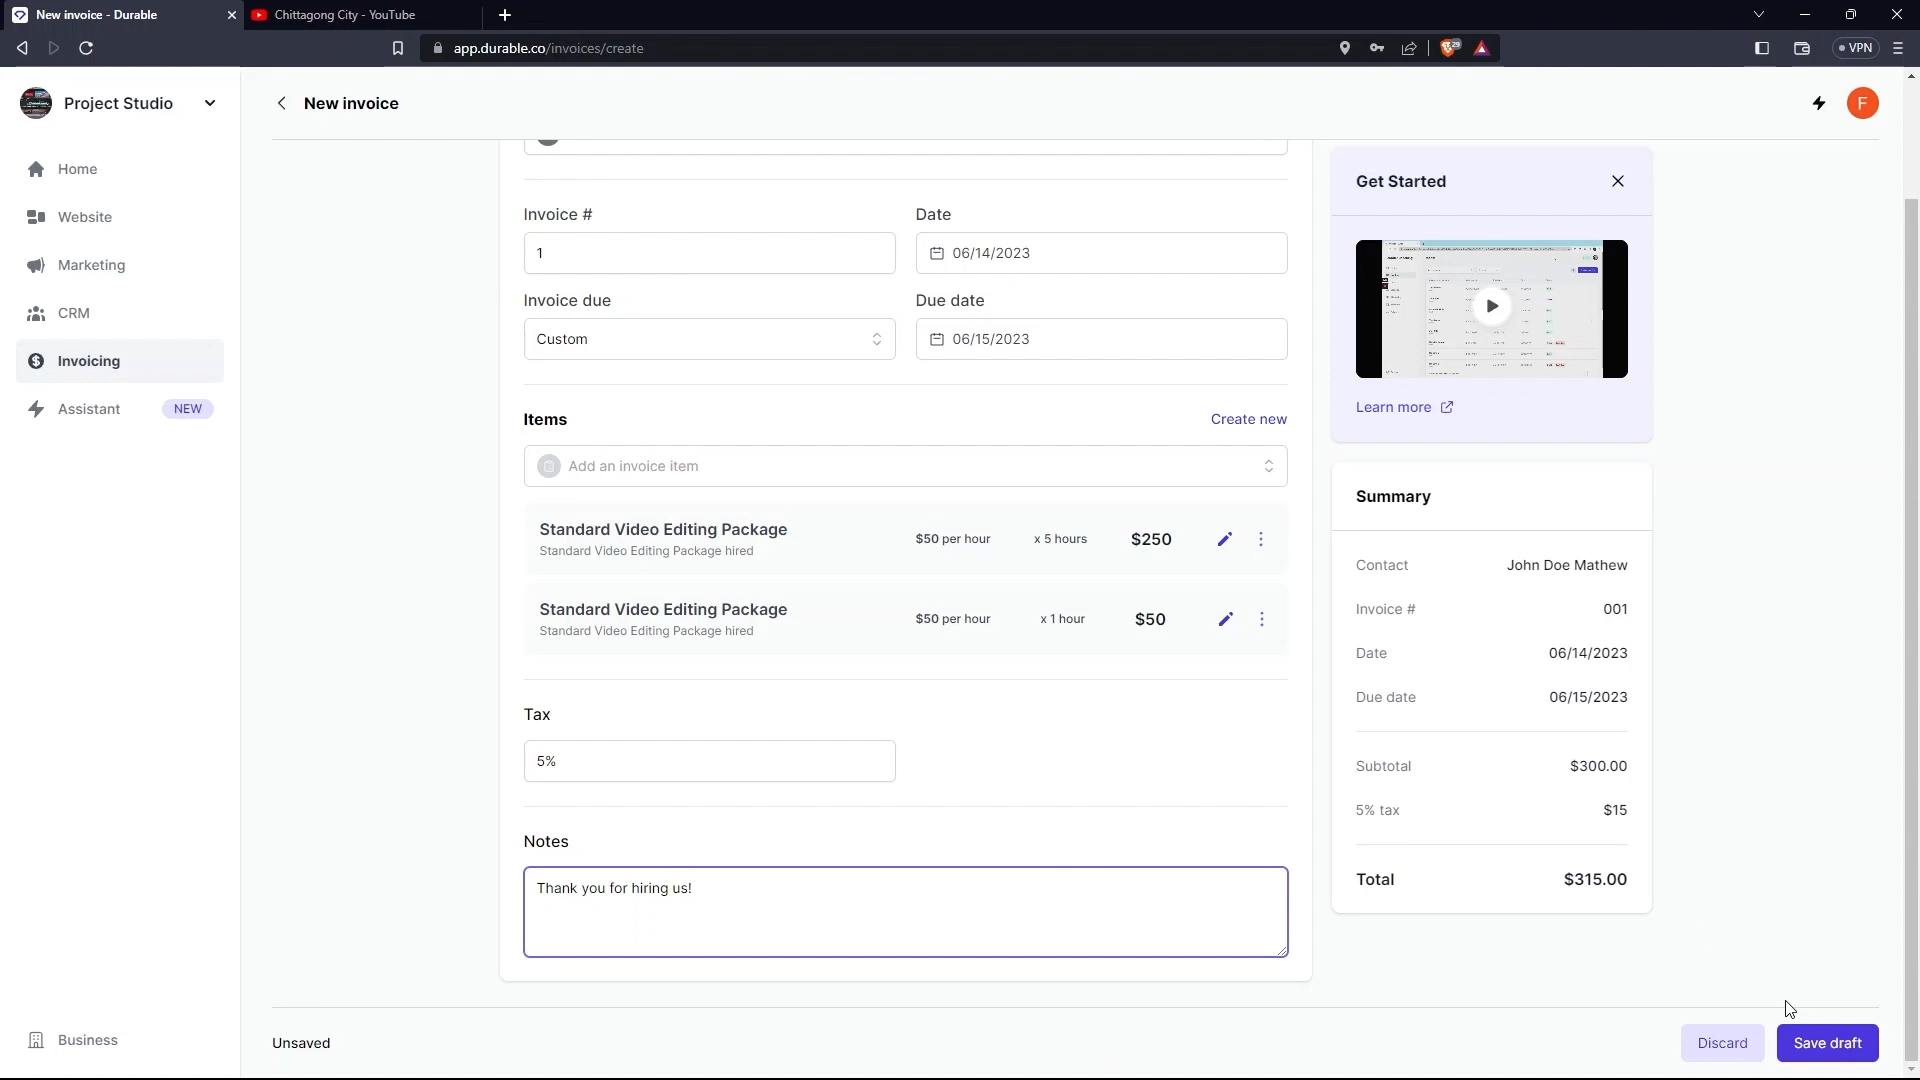 New invoice - Durable
Chittagong City - YouTube
app.durable.co/invoices/create
29
VPN
Project Studio
New invoice
F
Home
Website
Marketing
CRM
Invoicing
Assistant NEW
Business
Invoice #
1
Date
06/14/2023
Invoice due
Custom
Due date
06/15/2023
Items
Create new
Add an invoice item
Standard Video Editing Package
Standard Video Editing Package hired
$50 per hour x 5 hours $250
Standard Video Editing Package
Standard Video Editing Package hired
$50 per hour x 1 hour $50
Tax
5%
Notes
Thank you for hiring us!
Get Started
Learn more
Summary
Contact John Doe Mathew
Invoice # 001
Date 06/14/2023
Due date 06/15/2023
Subtotal $300.00
5% tax $15
Total $315.00
Unsaved
Discard
Save draft